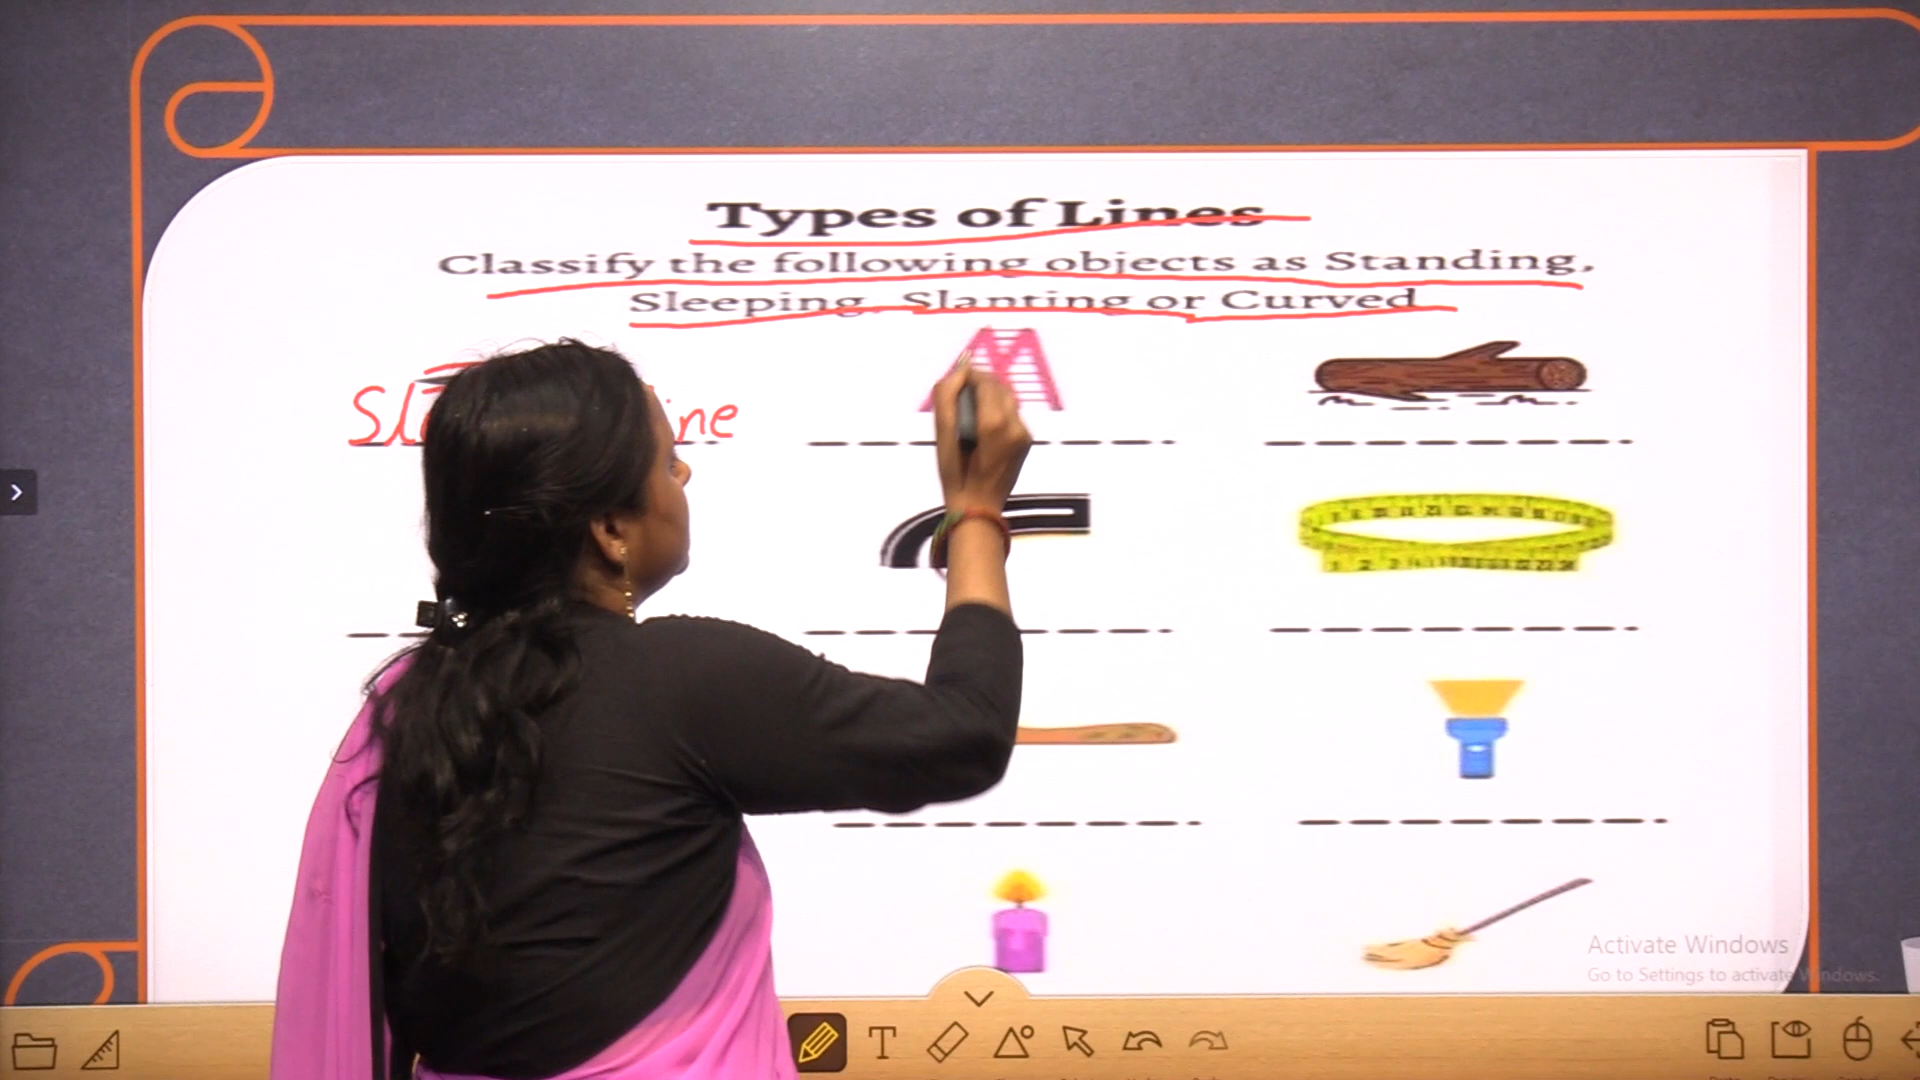 Types of Lines
Classify the following objects as Standing,
Sleeping, Slanting or Curved
Activate Windows
Go to Settings to activate Windows.